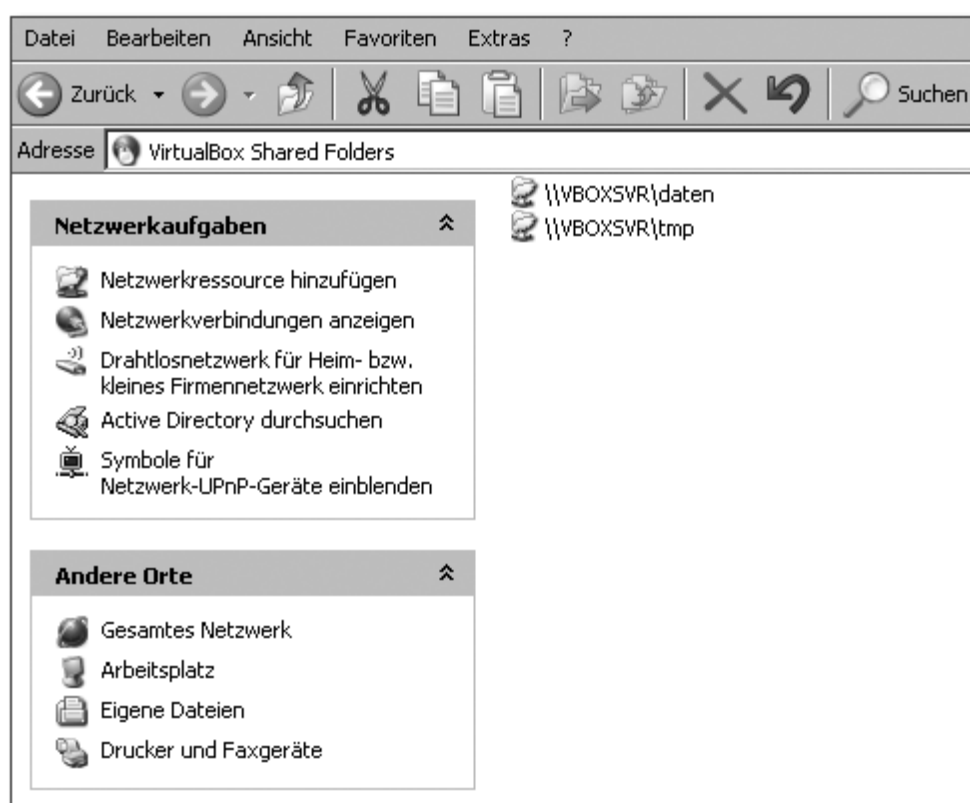 Datei Bearbeiten Ansicht Favoriten Extras ?
Zurück Suchen
Adresse VirtualBox Shared Folders
Netzwerkaufgaben
Netzwerkressource hinzufügen
Netzwerkverbindungen anzeigen
Drahtlosnetzwerk für Heim- bzw.
kleines Firmennetzwerk einrichten
Active Directory durchsuchen
Symbole für
Netzwerk-UPnP-Geräte einblenden
Andere Orte
Gesamtes Netzwerk
Arbeitsplatz
Eigene Dateien
Drucker und Faxgeräte
\\VBOXSVR\daten
\\VBOXSVR\tmp